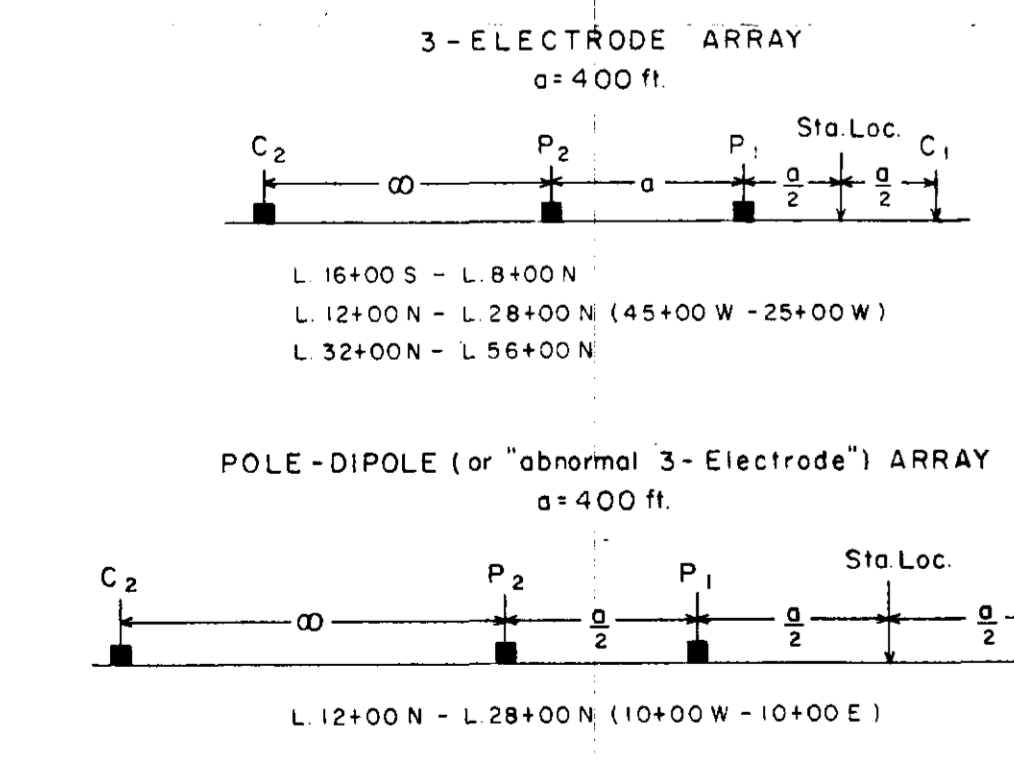 3-ELECTRODE ARRAY
a = 400 ft.
Sta. Loc.
C2 P2 P1 C1
∞ a a/2 a/2
L. 16+00 S - L. 8+00 N
L. 12+00 N - L. 28+00 N (45+00 W - 25+00 W)
L. 32+00 N - L 56+00 N
POLE-DIPOLE (or "abnormal 3-Electrode") ARRAY
a = 400 ft.
Sta. Loc.
C2 P2 P1
∞ a/2 a/2 a/2
L. 12+00 N - L. 28+00 N (10+00 W - 10+00 E)